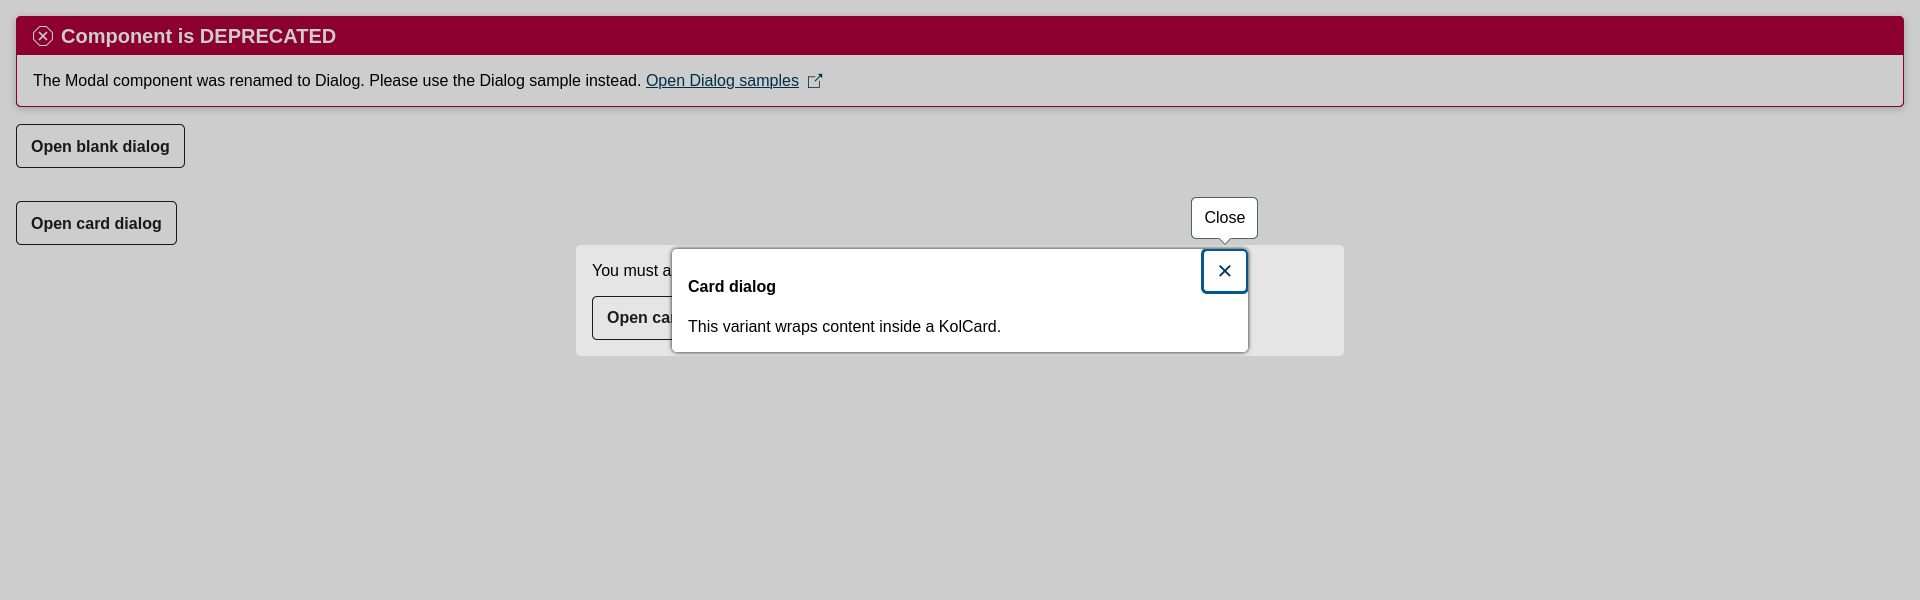 Component is DEPRECATED
The Modal component was renamed to Dialog. Please use the Dialog sample instead. Open Dialog samples
Open blank dialog
Open card dialog
Close
You must a
Card dialog
Open ca
This variant wraps content inside a KolCard.